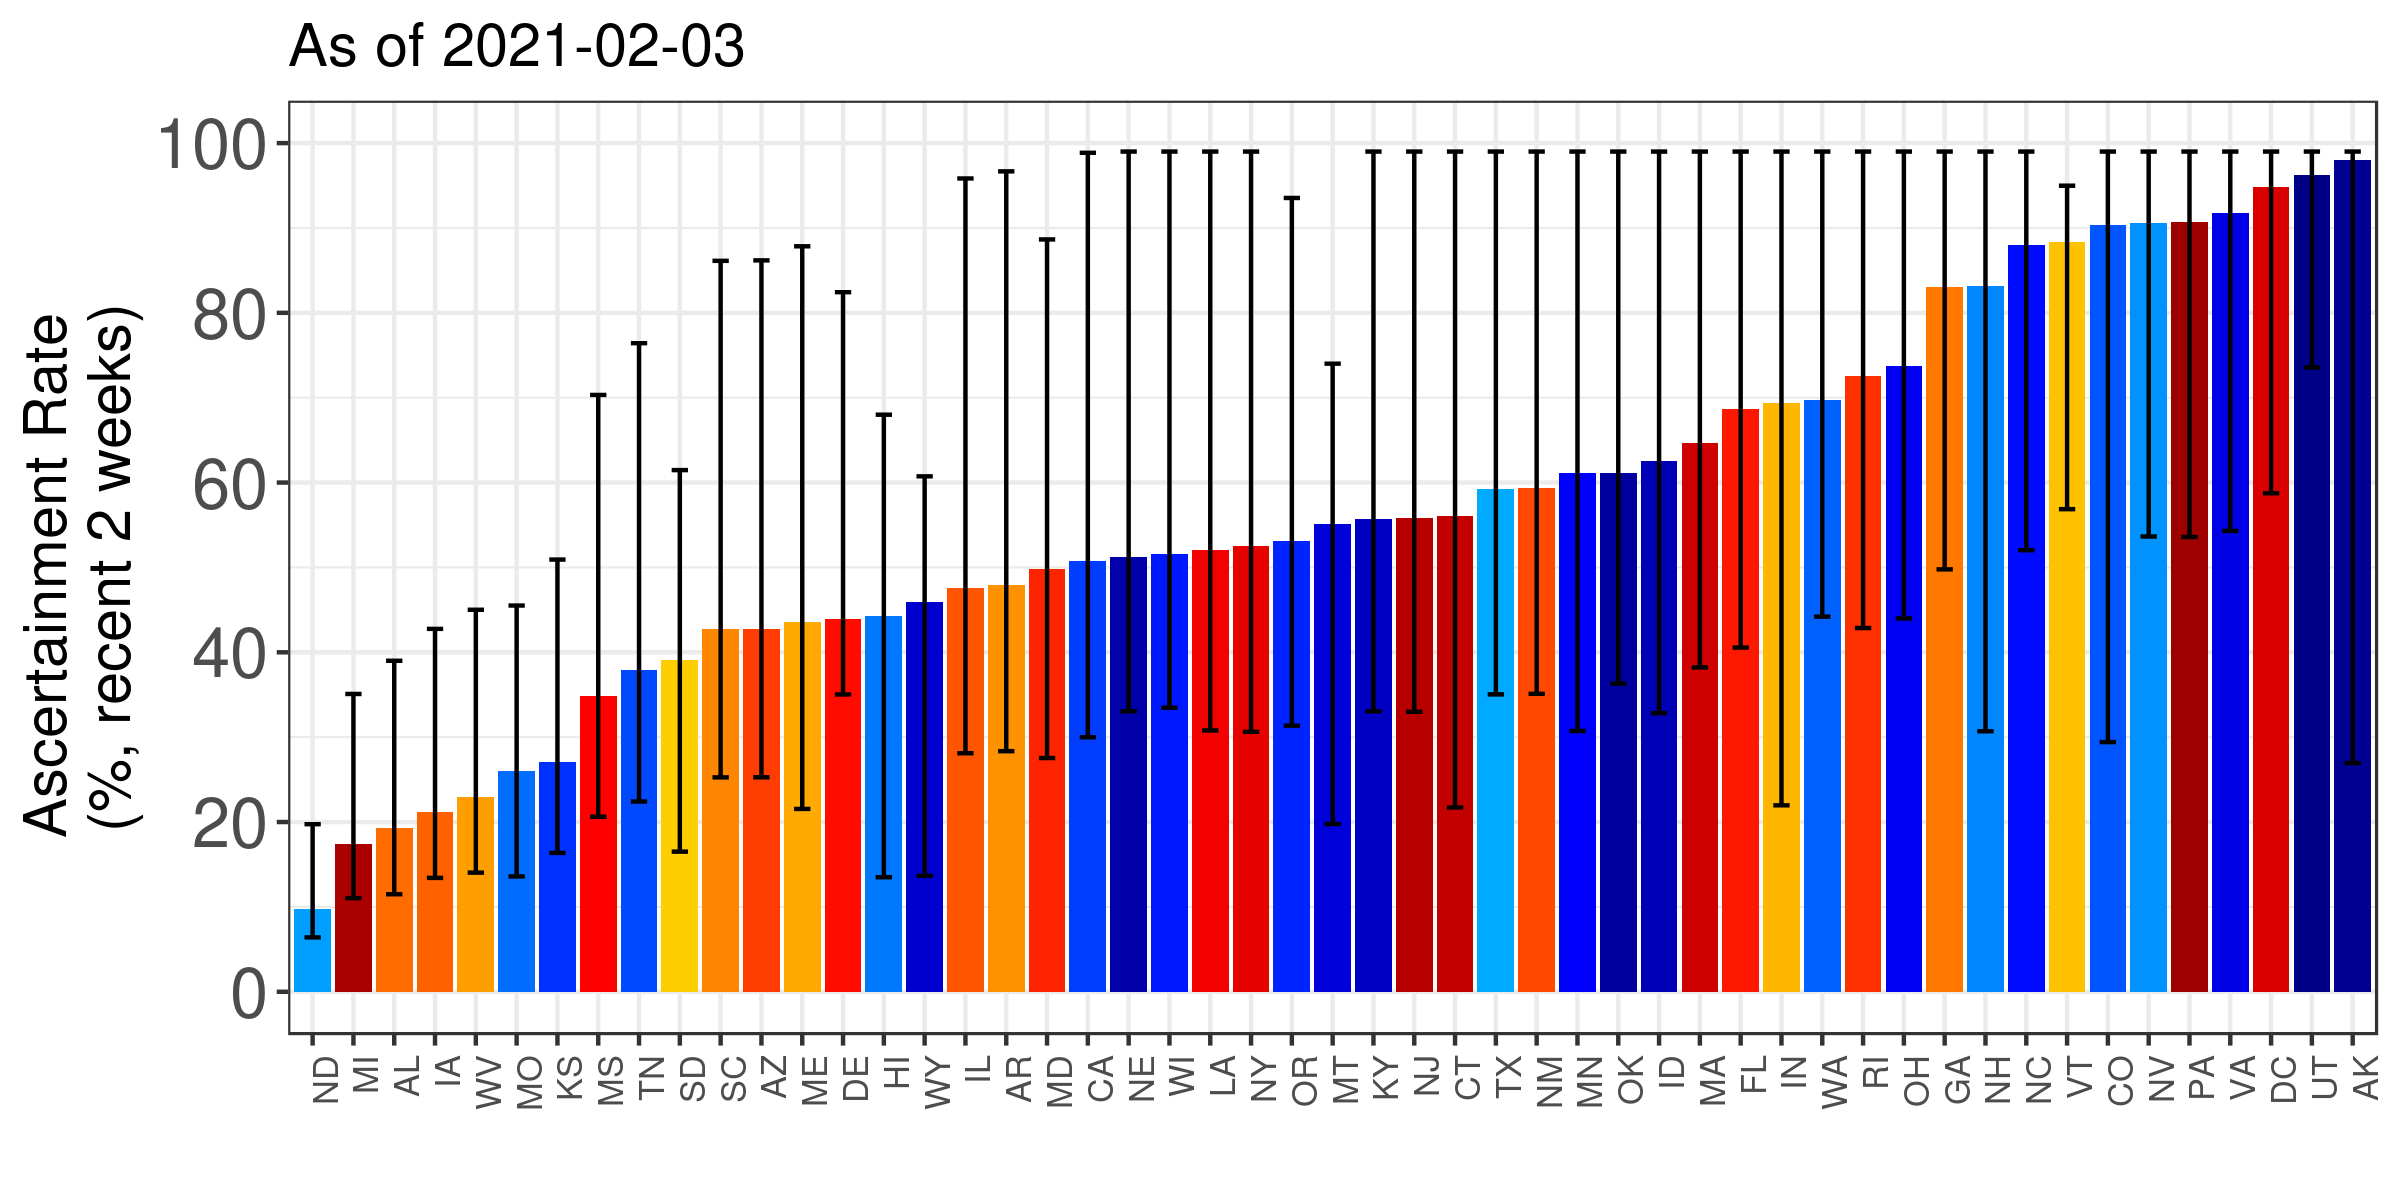 As of 2021-02-03
Ascertainment Rate
(%, recent 2 weeks)
100
80
60
40
20
0
ND MI AL IA WV MO KS MS TN SD SC AZ ME DE HI WY IL AR MD CA NE WI LA NY OR MT KY NJ CT TX NM MN OK ID MA FL IN WA RI OH GA NH NC VT CO NV PA VA DC UT AK